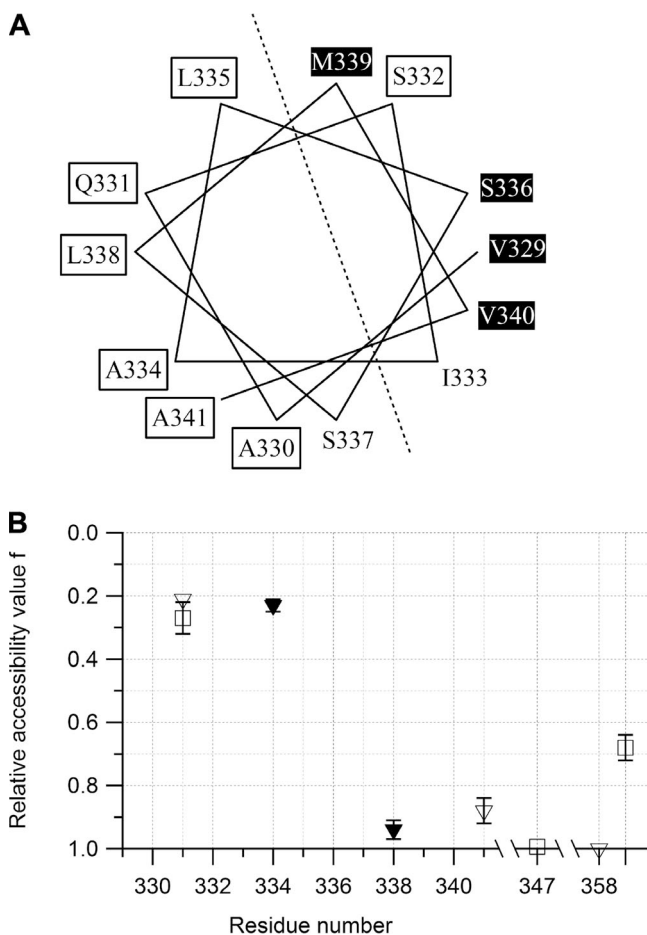 A
M339
S332
L335
Q331
S336
V329
L338
V340
A334
I333
A341
A330
S337
B
Relative accessibility value f
0.0
0.2
0.4
0.6
0.8
1.0
330 332 334 336 338 340 347 358
Residue number